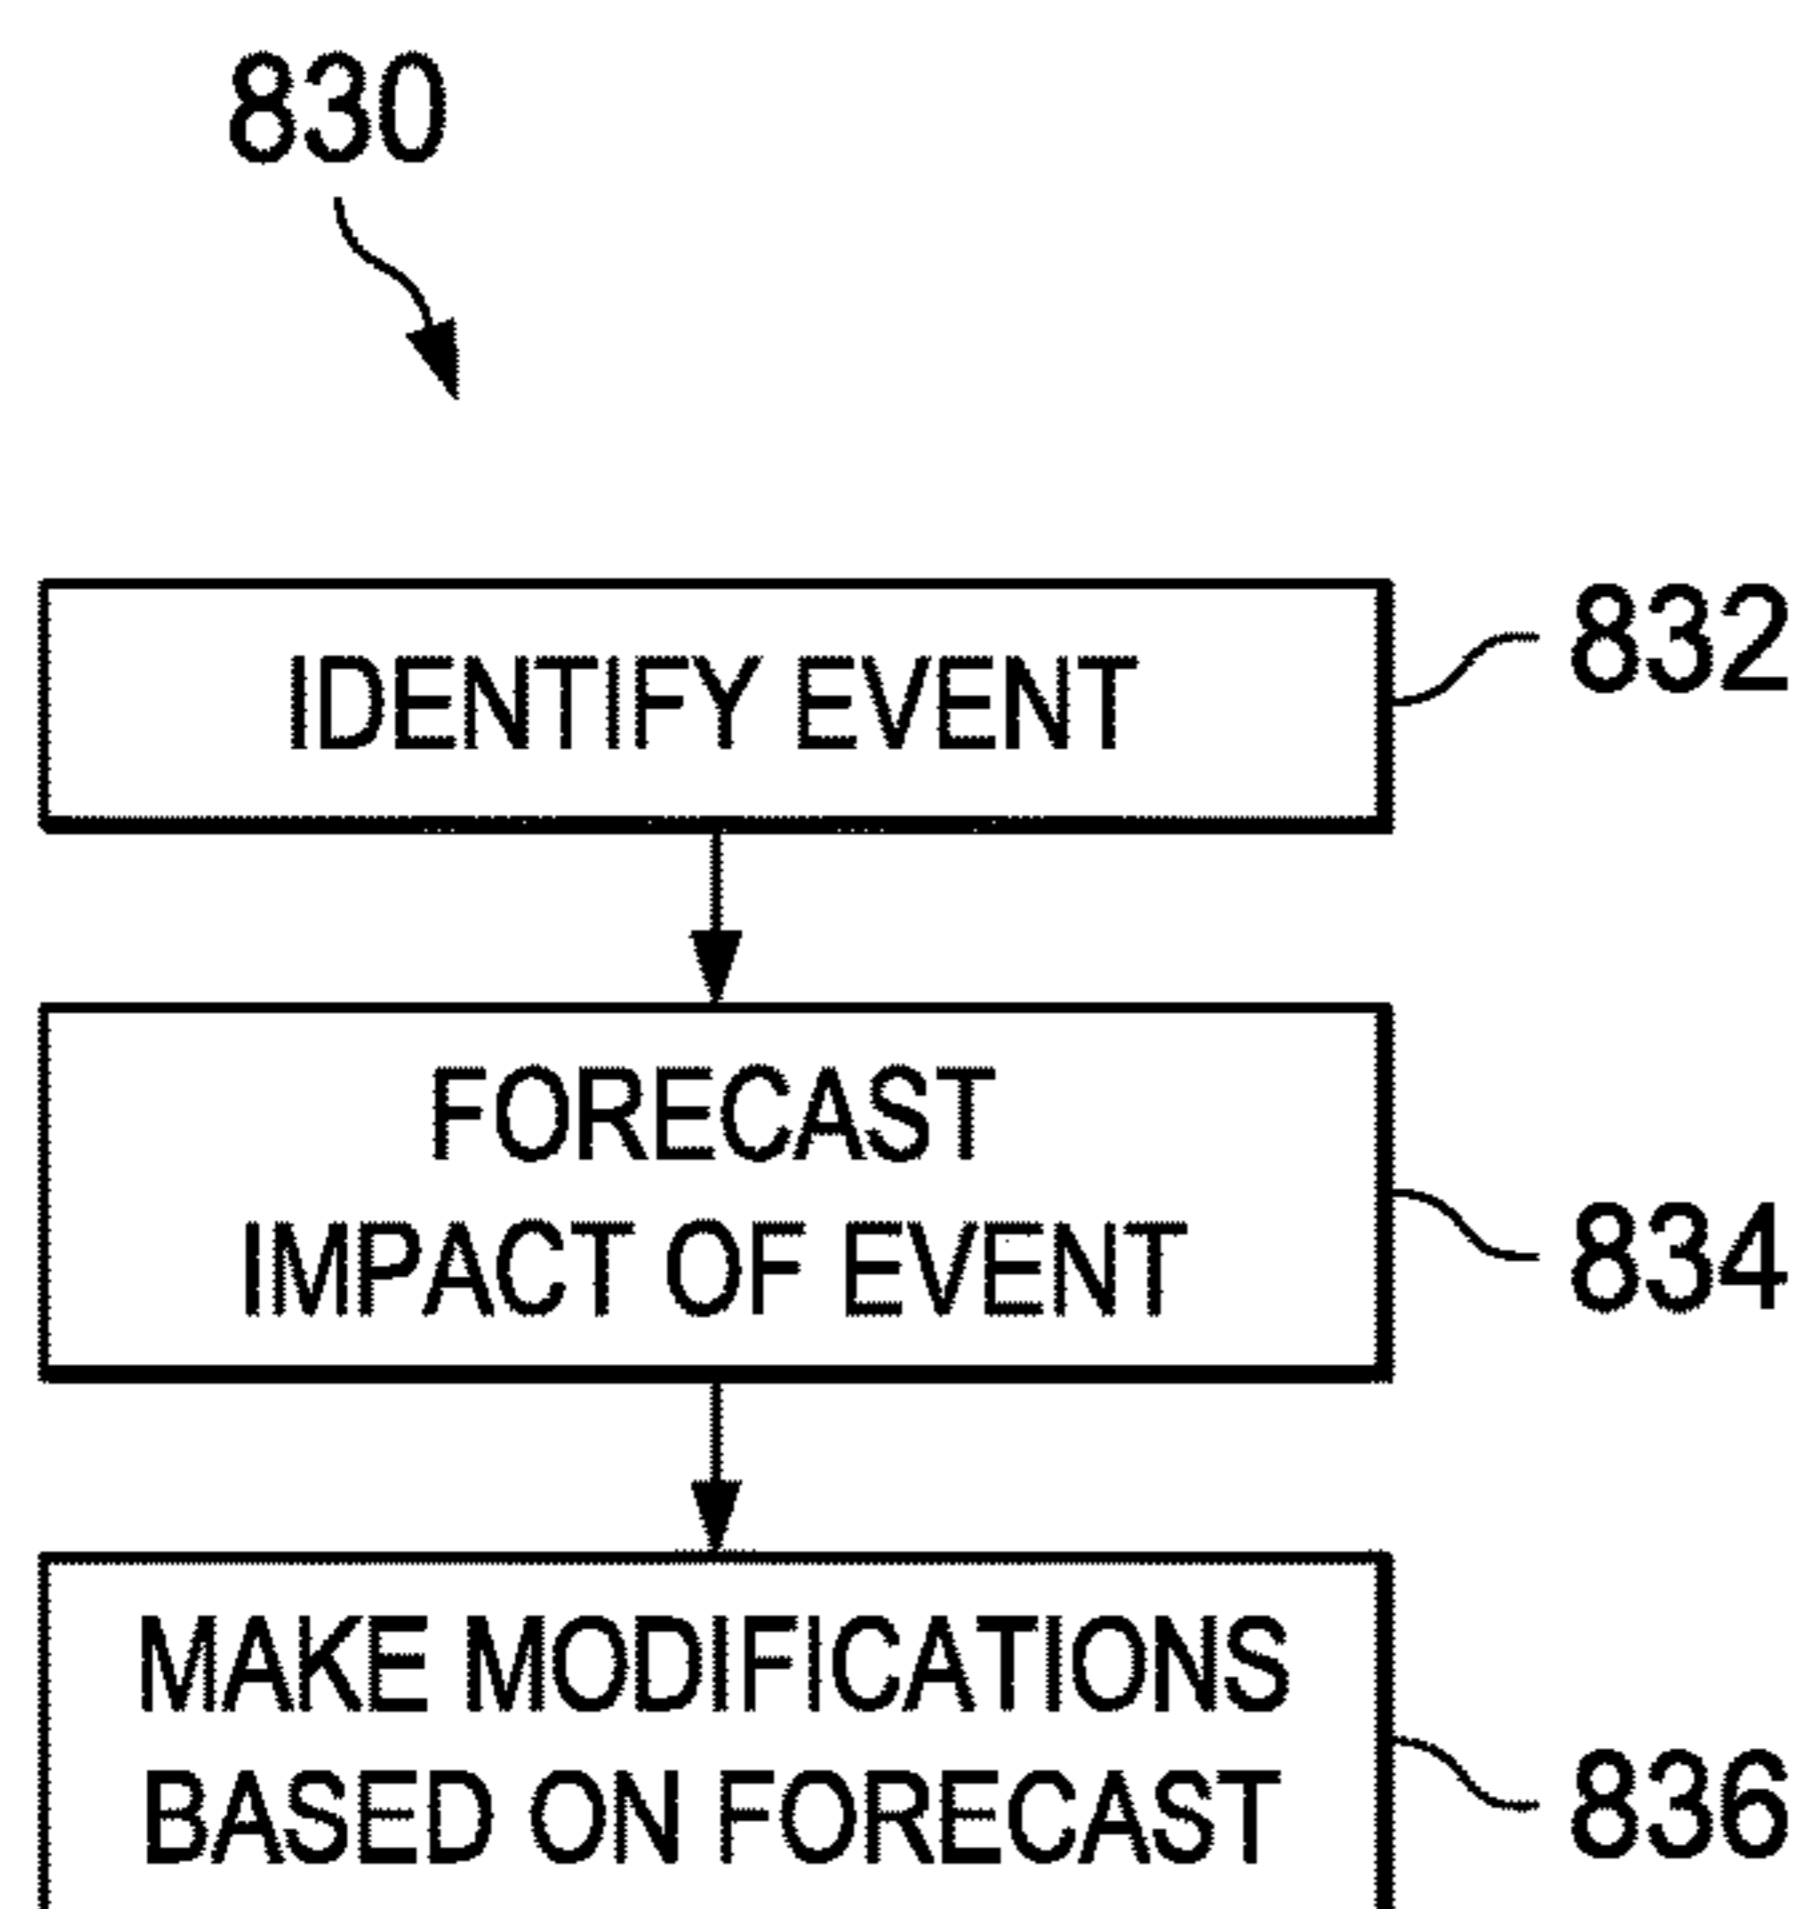 830
IDENTIFY EVENT
832
FORECAST
IMPACT OF EVENT
834
MAKE MODIFICATIONS
BASED ON FORECAST
836